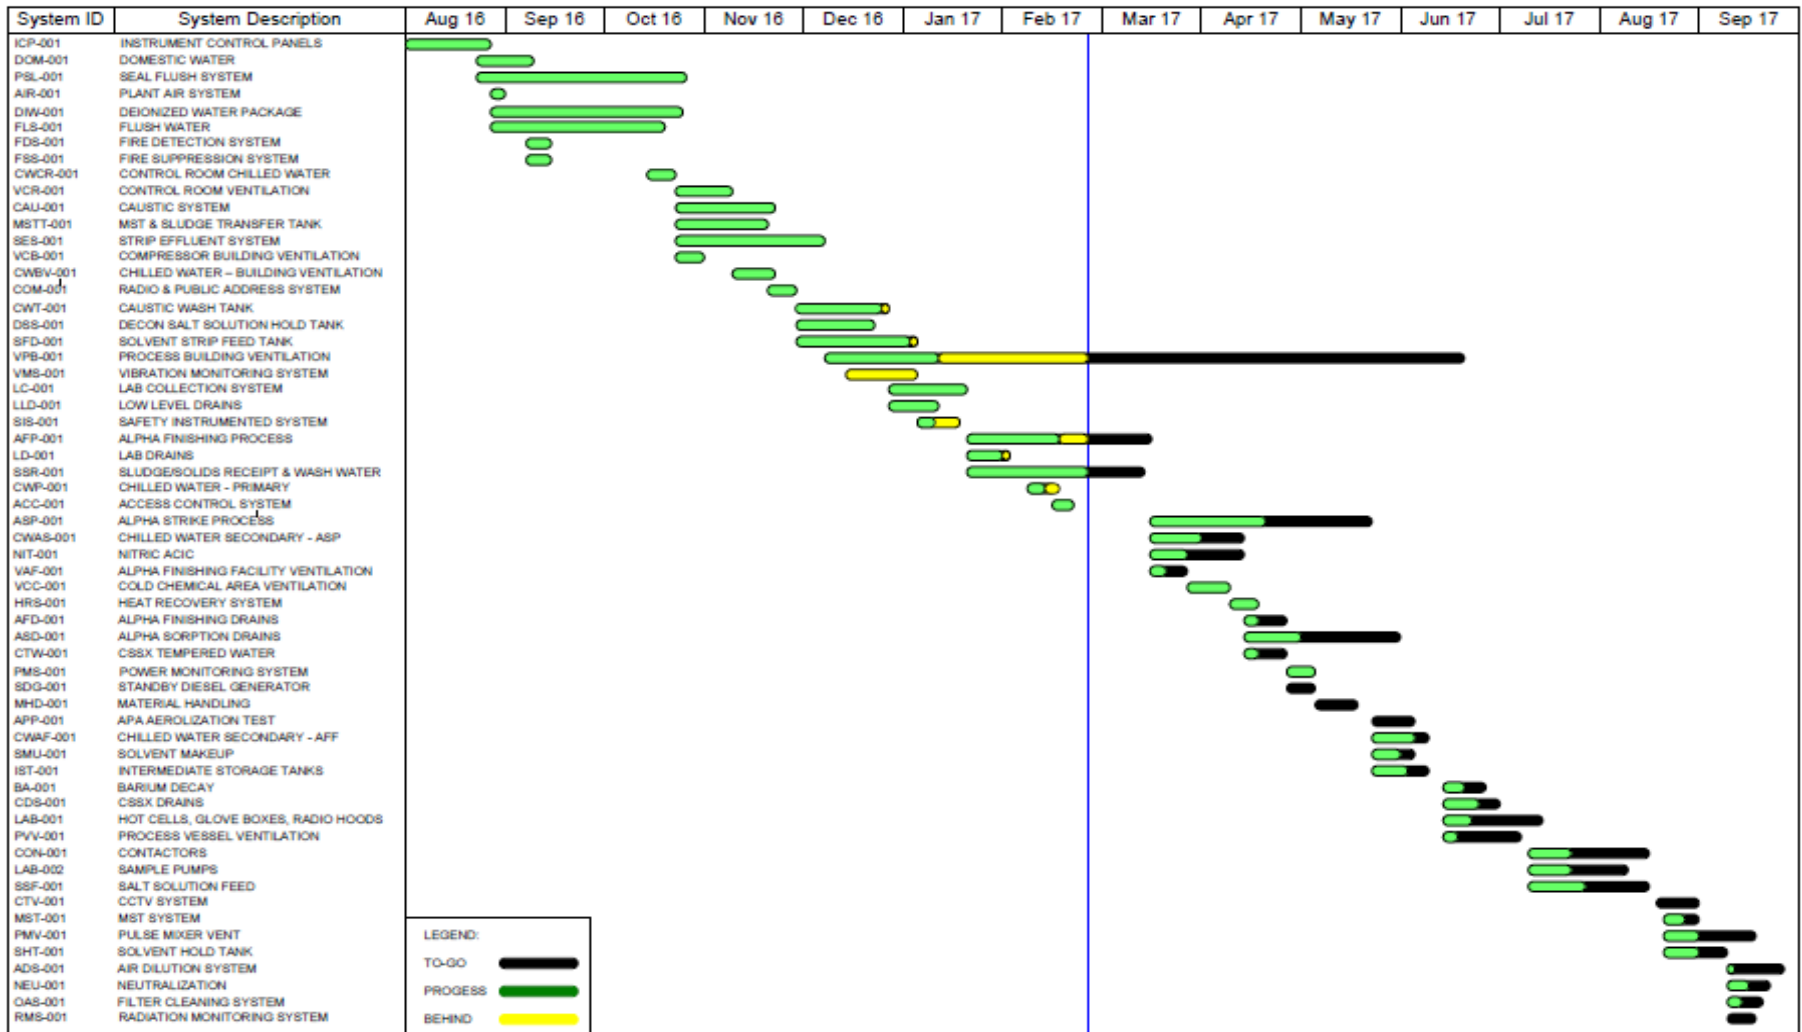 System ID System Description Aug 16 Sep 16 Oct 16 Nov 16 Dec 16 Jan 17 Feb 17 Mar 17 Apr 17 May 17 Jun 17 Jul 17 Aug 17 Sep 17
ICP-001 INSTRUMENT CONTROL PANELS
DOM-001 DOMESTIC WATER
PSL-001 SEAL FLUSH SYSTEM
AIR-001 PLANT AIR SYSTEM
DIW-001 DEIONIZED WATER PACKAGE
FLS-001 FLUSH WATER
FDS-001 FIRE DETECTION SYSTEM
FSS-001 FIRE SUPPRESSION SYSTEM
CWCR-001 CONTROL ROOM CHILLED WATER
VCR-001 CONTROL ROOM VENTILATION
CAU-001 CAUSTIC SYSTEM
MSTT-001 MST & SLUDGE TRANSFER TANK
SES-001 STRIP EFFLUENT SYSTEM
VCB-001 COMPRESSOR BUILDING VENTILATION
CWBV-001 CHILLED WATER – BUILDING VENTILATION
COM-001 RADIO & PUBLIC ADDRESS SYSTEM
CWT-001 CAUSTIC WASH TANK
DSS-001 DECON SALT SOLUTION HOLD TANK
SFD-001 SOLVENT STRIP FEED TANK
VPB-001 PROCESS BUILDING VENTILATION
VMS-001 VIBRATION MONITORING SYSTEM
LC-001 LAB COLLECTION SYSTEM
LLD-001 LOW LEVEL DRAINS
SIS-001 SAFETY INSTRUMENTED SYSTEM
AFP-001 ALPHA FINISHING PROCESS
LD-001 LAB DRAINS
SSR-001 SLUDGE/SOLIDS RECEIPT & WASH WATER
CWP-001 CHILLED WATER - PRIMARY
ACC-001 ACCESS CONTROL SYSTEM
ASP-001 ALPHA STRIKE PROCESS
CWAS-001 CHILLED WATER SECONDARY - ASP
NIT-001 NITRIC ACIC
VAF-001 ALPHA FINISHING FACILITY VENTILATION
VCC-001 COLD CHEMICAL AREA VENTILATION
HRS-001 HEAT RECOVERY SYSTEM
AFD-001 ALPHA FINISHING DRAINS
ASD-001 ALPHA SORPTION DRAINS
CTW-001 CSSX TEMPERED WATER
PMS-001 POWER MONITORING SYSTEM
SDG-001 STANDBY DIESEL GENERATOR
MHD-001 MATERIAL HANDLING
APP-001 APA AEROLIZATION TEST
CWAF-001 CHILLED WATER SECONDARY - AFF
SMU-001 SOLVENT MAKEUP
IST-001 INTERMEDIATE STORAGE TANKS
BA-001 BARIUM DECAY
CDS-001 CSSX DRAINS
LAB-001 HOT CELLS, GLOVE BOXES, RADIO HOODS
PVV-001 PROCESS VESSEL VENTILATION
CON-001 CONTACTORS
LAB-002 SAMPLE PUMPS
SSF-001 SALT SOLUTION FEED
CTV-001 CCTV SYSTEM
MST-001 MST SYSTEM
PMV-001 PULSE MIXER VENT
SHT-001 SOLVENT HOLD TANK
ADS-001 AIR DILUTION SYSTEM
NEU-001 NEUTRALIZATION
OAS-001 FILTER CLEANING SYSTEM
RMS-001 RADIATION MONITORING SYSTEM
LEGEND:
TO-GO
PROGESS
BEHIND